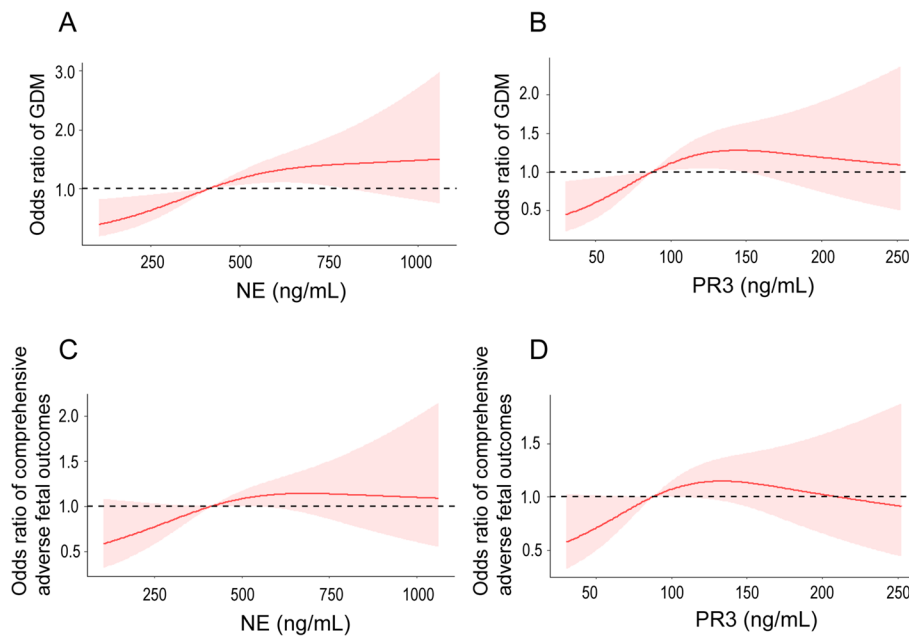 A
Odds ratio of GDM
3.0
2.0
1.0
250
500
750
1000
NE (ng/mL)
B
Odds ratio of GDM
2.0
1.5
1.0
0.5
50
100
150
200
250
PR3 (ng/mL)
C
Odds ratio of comprehensive
adverse fetal outcomes
2.0
1.5
1.0
0.5
250
500
750
1000
NE (ng/mL)
D
Odds ratio of comprehensive
adverse fetal outcomes
1.5
1.0
0.5
50
100
150
200
250
PR3 (ng/mL)